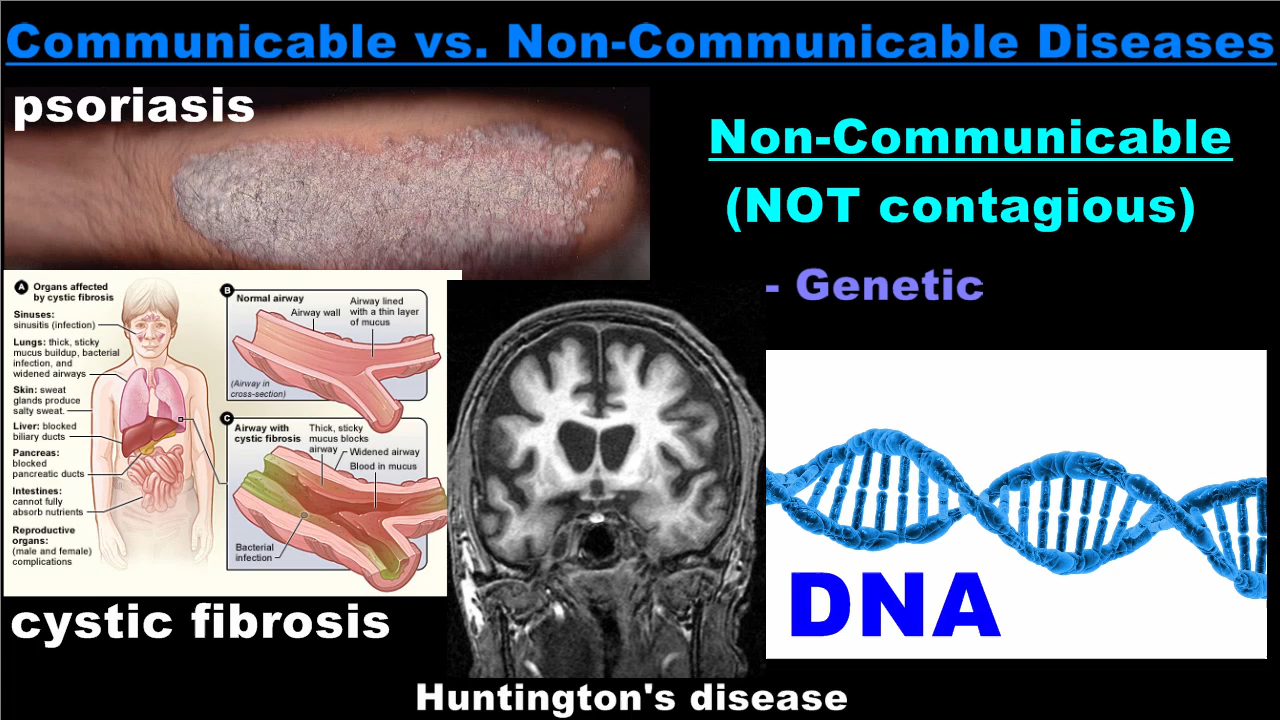 Communicable vs. Non-Communicable Diseases
psoriasis
Non-Communicable
(NOT contagious)
- Genetic
A Organs affected
by cystic fibrosis
Sinuses:
sinusitis (infection)
Lungs: thick, sticky
mucus buildup, bacterial
infection, and
widened airways
Skin: sweat
glands produce
salty sweat.
Liver: blocked
biliary ducts
Pancreas:
blocked
pancreatic ducts
Intestines:
cannot fully
absorb nutrients
Reproductive
organs:
(male and female)
complications
B
Normal airway
Airway wall
Airway lined
with a thin layer
of mucus
(Airway in
cross-section)
C
Airway with
cystic fibrosis
Thick, sticky
mucus blocks
airway
Widened airway
Blood in mucus
Bacterial
infection
DNA
cystic fibrosis
Huntington's disease